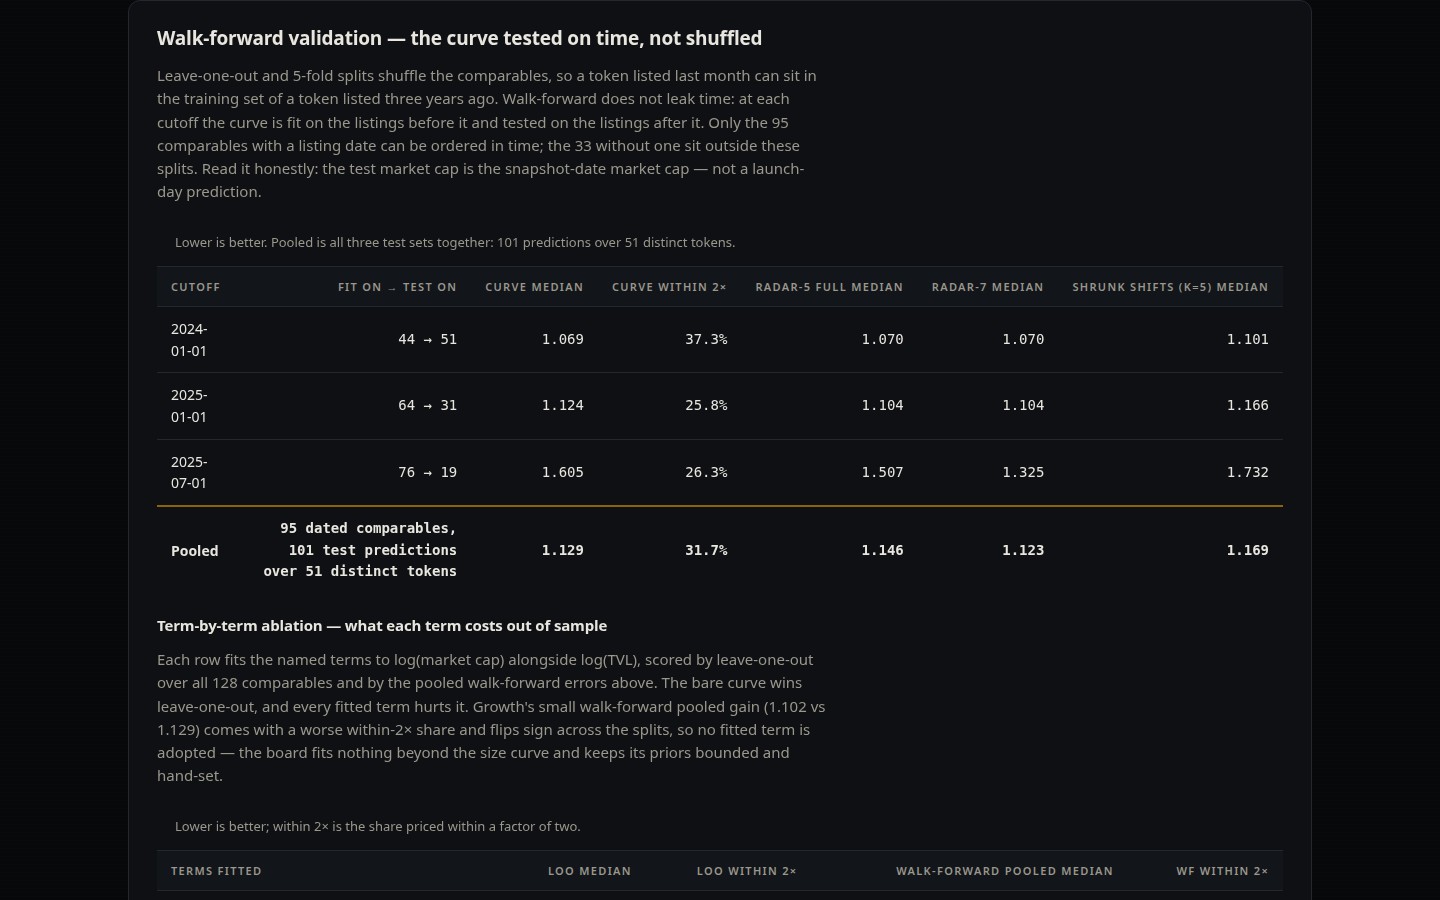 Walk-forward validation — the curve tested on time, not shuffled
Leave-one-out and 5-fold splits shuffle the comparables, so a token listed last month can sit in
the training set of a token listed three years ago. Walk-forward does not leak time: at each
cutoff the curve is fit on the listings before it and tested on the listings after it. Only the 95
comparables with a listing date can be ordered in time; the 33 without one sit outside these
splits. Read it honestly: the test market cap is the snapshot-date market cap — not a launch-
day prediction.
Lower is better. Pooled is all three test sets together: 101 predictions over 51 distinct tokens.
CUTOFF FIT ON → TEST ON CURVE MEDIAN CURVE WITHIN 2× RADAR-5 FULL MEDIAN RADAR-7 MEDIAN SHRUNK SHIFTS (K=5) MEDIAN
2024-
01-01 44 → 51 1.069 37.3% 1.070 1.070 1.101
2025-
01-01 64 → 31 1.124 25.8% 1.104 1.104 1.166
2025-
07-01 76 → 19 1.605 26.3% 1.507 1.325 1.732
95 dated comparables,
Pooled 101 test predictions 1.129 31.7% 1.146 1.123 1.169
over 51 distinct tokens
Term-by-term ablation — what each term costs out of sample
Each row fits the named terms to log(market cap) alongside log(TVL), scored by leave-one-out
over all 128 comparables and by the pooled walk-forward errors above. The bare curve wins
leave-one-out, and every fitted term hurts it. Growth's small walk-forward pooled gain (1.102 vs
1.129) comes with a worse within-2× share and flips sign across the splits, so no fitted term is
adopted — the board fits nothing beyond the size curve and keeps its priors bounded and
hand-set.
Lower is better; within 2× is the share priced within a factor of two.
TERMS FITTED LOO MEDIAN LOO WITHIN 2× WALK-FORWARD POOLED MEDIAN WF WITHIN 2×